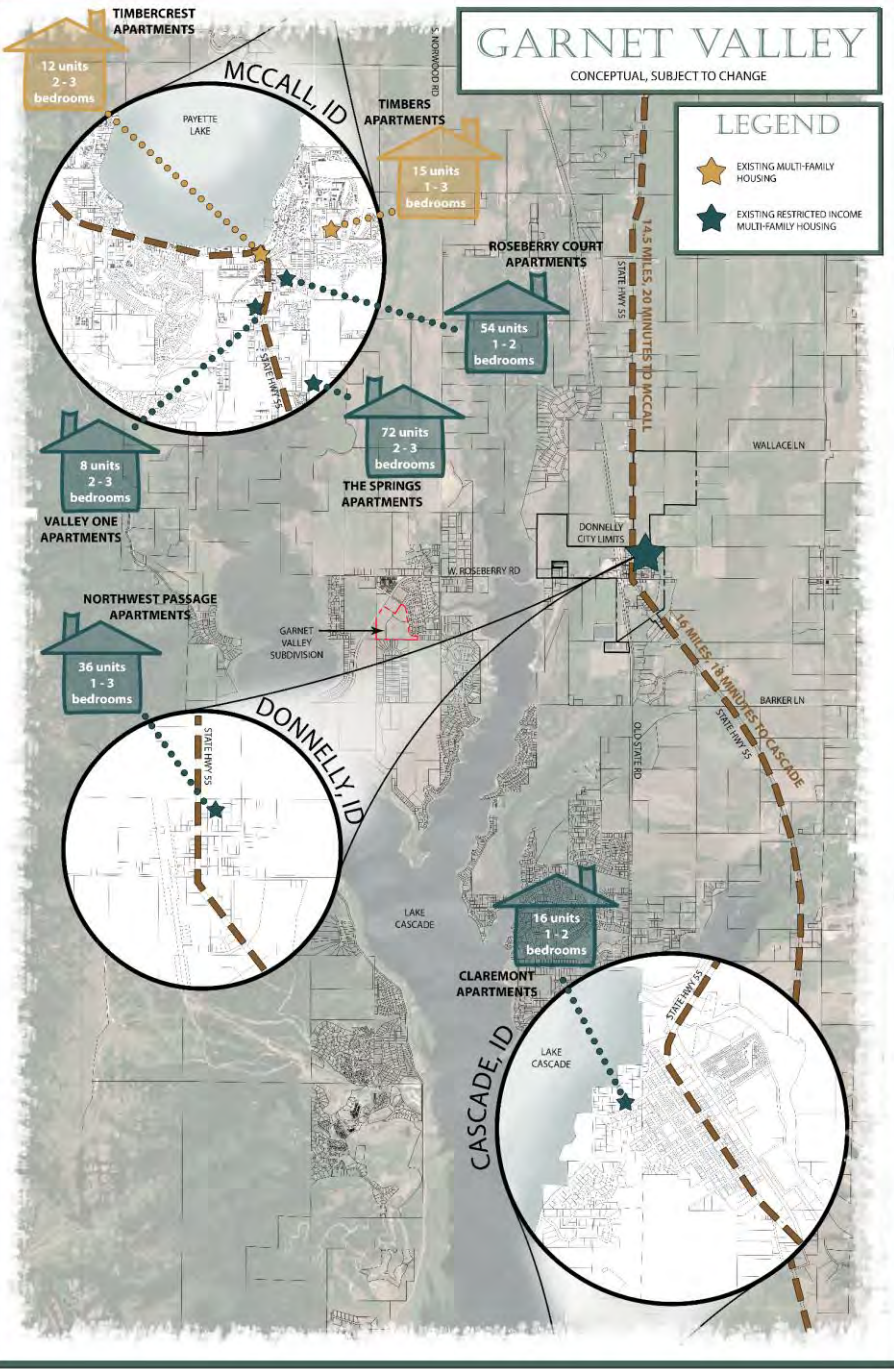 TIMBERCREST
APARTMENTS
12 units
2 - 3
bedrooms
GARNET VALLEY
CONCEPTUAL, SUBJECT TO CHANGE
S. NORWOOD RD
MCCALL, ID
PAYETTE
LAKE
TIMBERS
APARTMENTS
15 units
1 - 3
bedrooms
LEGEND
EXISTING MULTI-FAMILY
HOUSING
EXISTING RESTRICTED INCOME
MULTI-FAMILY HOUSING
ROSEBERRY COURT
APARTMENTS
54 units
1 - 2
bedrooms
STATE HWY 55
14.5 MILES, 20 MINUTES TO MCCALL
STATE HWY 55
72 units
2 - 3
bedrooms
THE SPRINGS
APARTMENTS
8 units
2 - 3
bedrooms
VALLEY ONE
APARTMENTS
WALLACE LN
DONNELLY
CITY LIMITS
W. ROSEBERRY RD
NORTHWEST PASSAGE
APARTMENTS
36 units
1 - 3
bedrooms
GARNET
VALLEY
SUBDIVISION
16 MILES, 18 MINUTES TO CASCADE
BARKER LN
STATE HWY 55
OLD STATE RD
DONNELLY, ID
STATE HWY 55
LAKE
CASCADE
16 units
1 - 2
bedrooms
CLAREMONT
APARTMENTS
CASCADE, ID
STATE HWY 55
LAKE
CASCADE